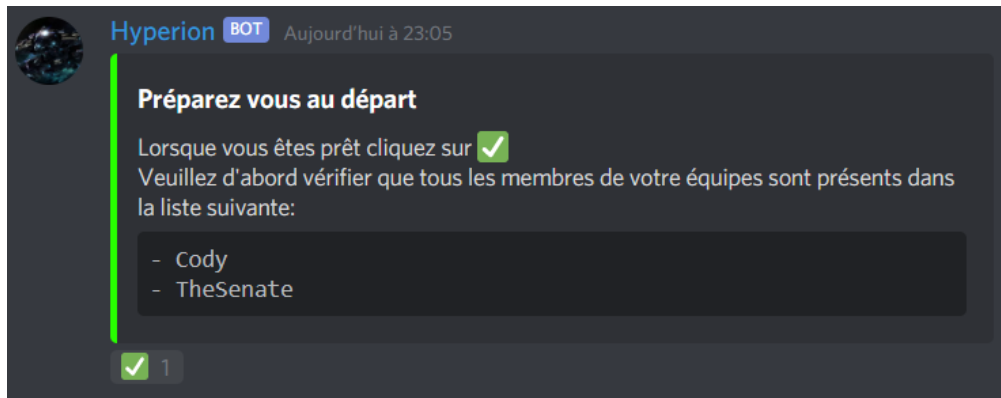 Hyperion BOT Aujourd'hui à 23:05
Préparez vous au départ
Lorsque vous êtes prêt cliquez sur ✅
Veuillez d'abord vérifier que tous les membres de votre équipes sont présents dans
la liste suivante:
- Cody
- TheSenate
✅ 1